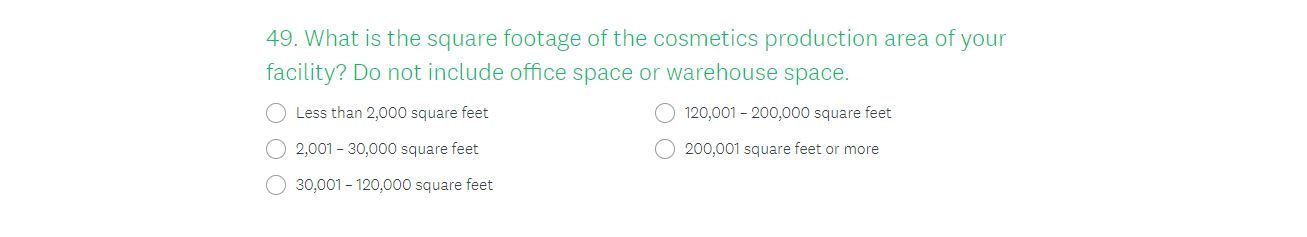 49. What is the square footage of the cosmetics production area of your
facility? Do not include office space or warehouse space.
Less than 2,000 square feet
2,001 – 30,000 square feet
30,001 – 120,000 square feet
120,001 – 200,000 square feet
200,001 square feet or more